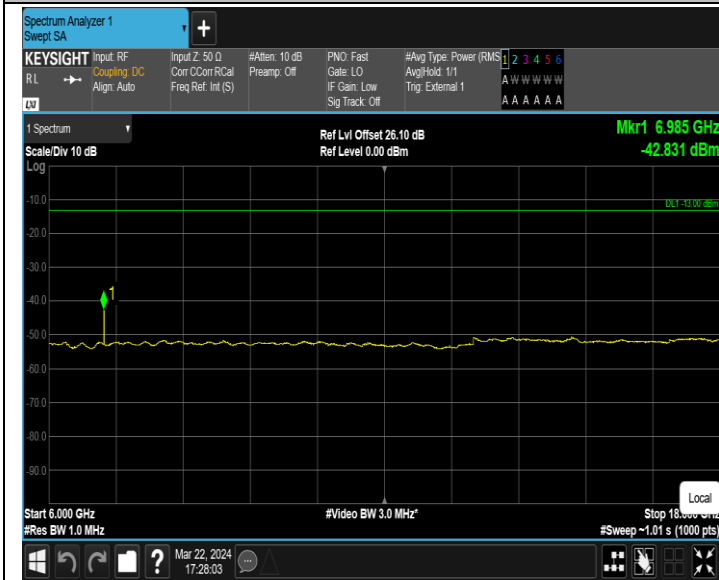 Spectrum Analyzer 1
Swept SA
+
KEYSIGHT
R L
LXI
Input: RF
Coupling: DC
Align: Auto
Input Z: 50 Ω
Corr CCorr RCal
Freq Ref: Int (S)
#Atten: 10 dB
Preamp: Off
PNO: Fast
Gate: LO
IF Gain: Low
Sig Track: Off
#Avg Type: Power (RMS
Avg|Hold: 1/1
Trig: External 1
1 2 3 4 5 6
A W W W W W
A A A A A A
1 Spectrum
Scale/Div 10 dB
Log
Ref Lvl Offset 26.10 dB
Ref Level 0.00 dBm
Mkr1 6.985 GHz
-42.831 dBm
DL1 -13.00 dBm
-10.0
-20.0
-30.0
-40.0
-50.0
-60.0
-70.0
-80.0
-90.0
1
Local
Start 6.000 GHz
#Res BW 1.0 MHz
#Video BW 3.0 MHz*
Stop 18.000 GHz
#Sweep ~1.01 s (1000 pts)
?
Mar 22, 2024
17:28:03